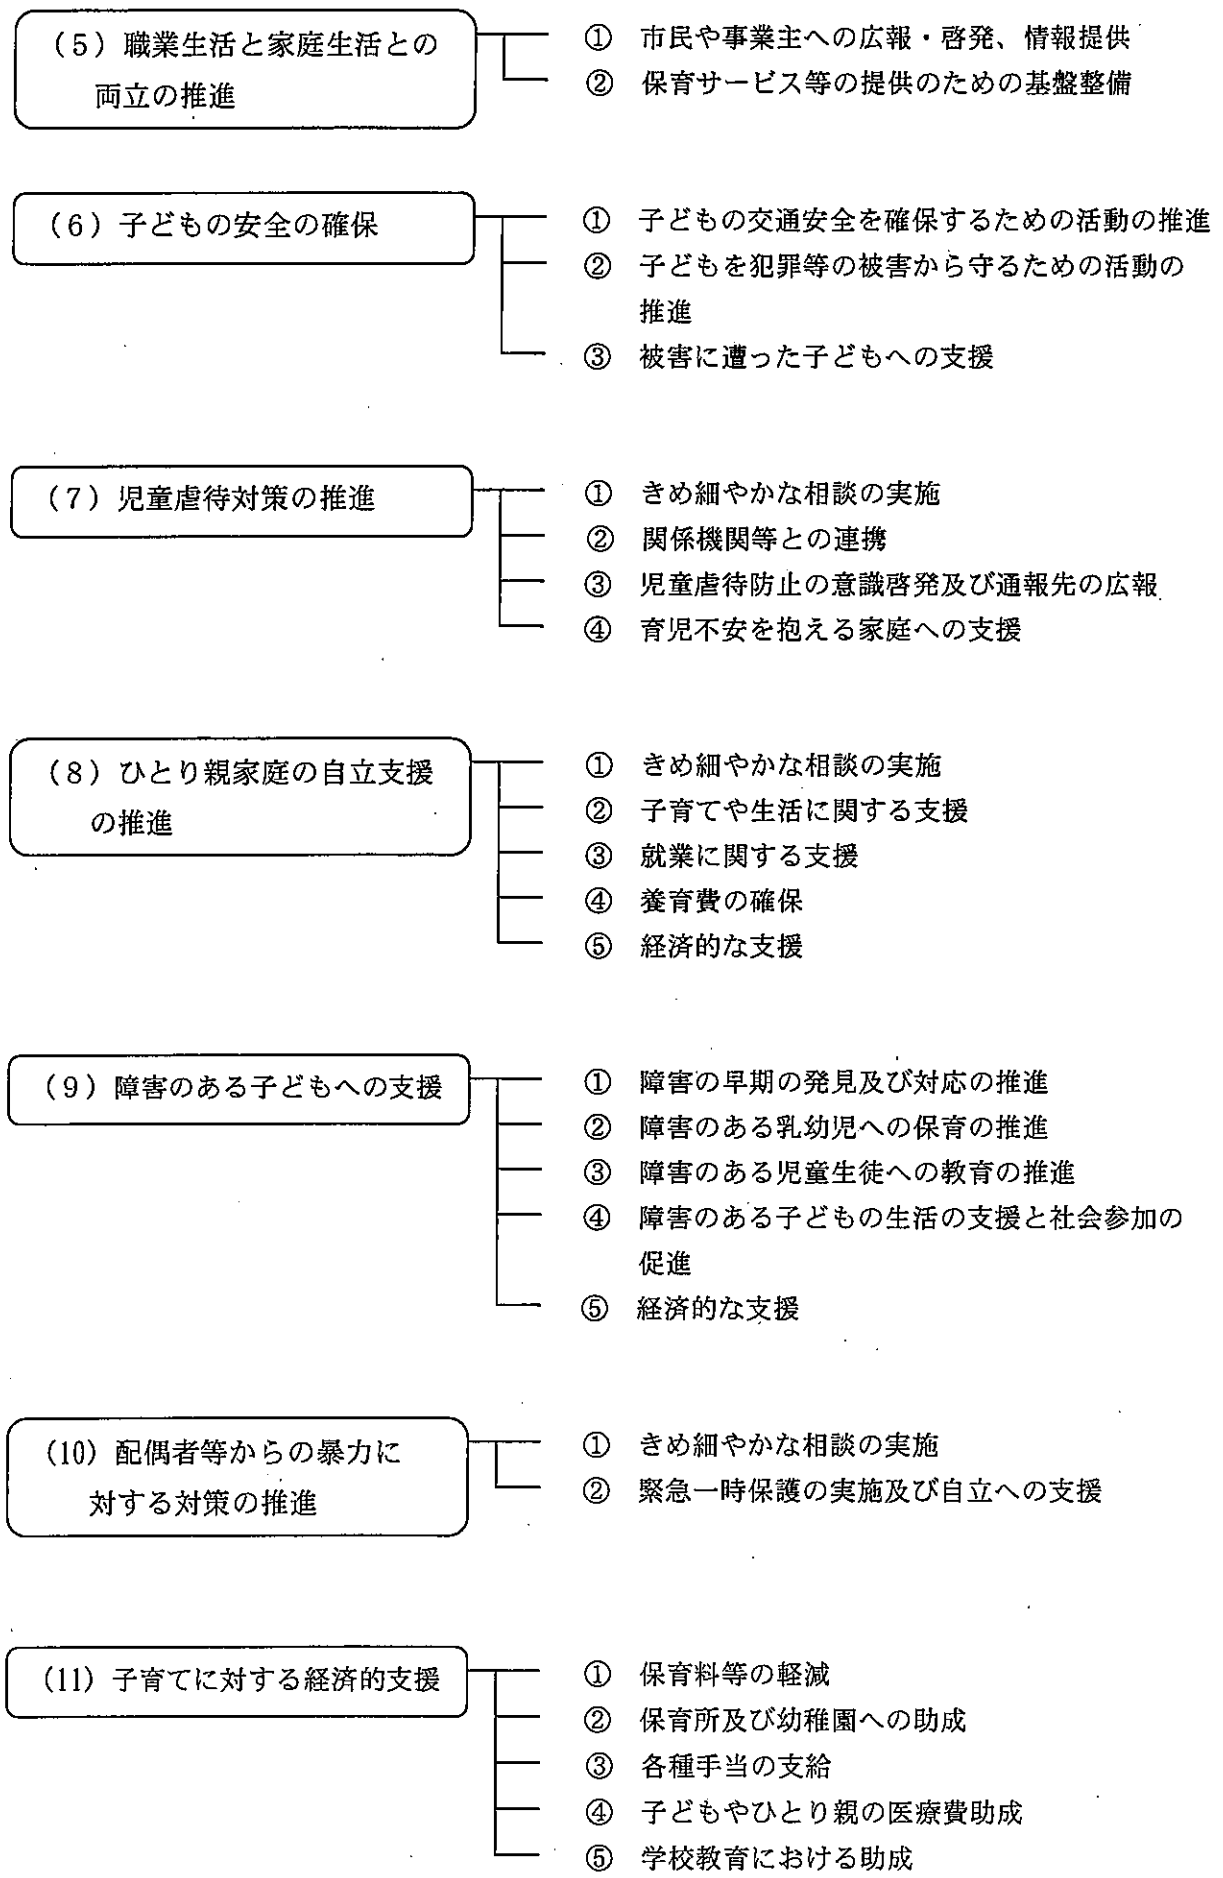 （5）職業生活と家庭生活との
両立の推進
① 市民や事業主への広報・啓発、情報提供
② 保育サービス等の提供のための基盤整備
（6）子どもの安全の確保
① 子どもの交通安全を確保するための活動の推進
② 子どもを犯罪等の被害から守るための活動の
推進
③ 被害に遭った子どもへの支援
（7）児童虐待対策の推進
① きめ細やかな相談の実施
② 関係機関等との連携
③ 児童虐待防止の意識啓発及び通報先の広報
④ 育児不安を抱える家庭への支援
（8）ひとり親家庭の自立支援
の推進
① きめ細やかな相談の実施
② 子育てや生活に関する支援
③ 就業に関する支援
④ 養育費の確保
⑤ 経済的な支援
（9）障害のある子どもへの支援
① 障害の早期の発見及び対応の推進
② 障害のある乳幼児への保育の推進
③ 障害のある児童生徒への教育の推進
④ 障害のある子どもの生活の支援と社会参加の
促進
⑤ 経済的な支援
（10）配偶者等からの暴力に
対する対策の推進
① きめ細やかな相談の実施
② 緊急一時保護の実施及び自立への支援
（11）子育てに対する経済的支援
① 保育料等の軽減
② 保育所及び幼稚園への助成
③ 各種手当の支給
④ 子どもやひとり親の医療費助成
⑤ 学校教育における助成